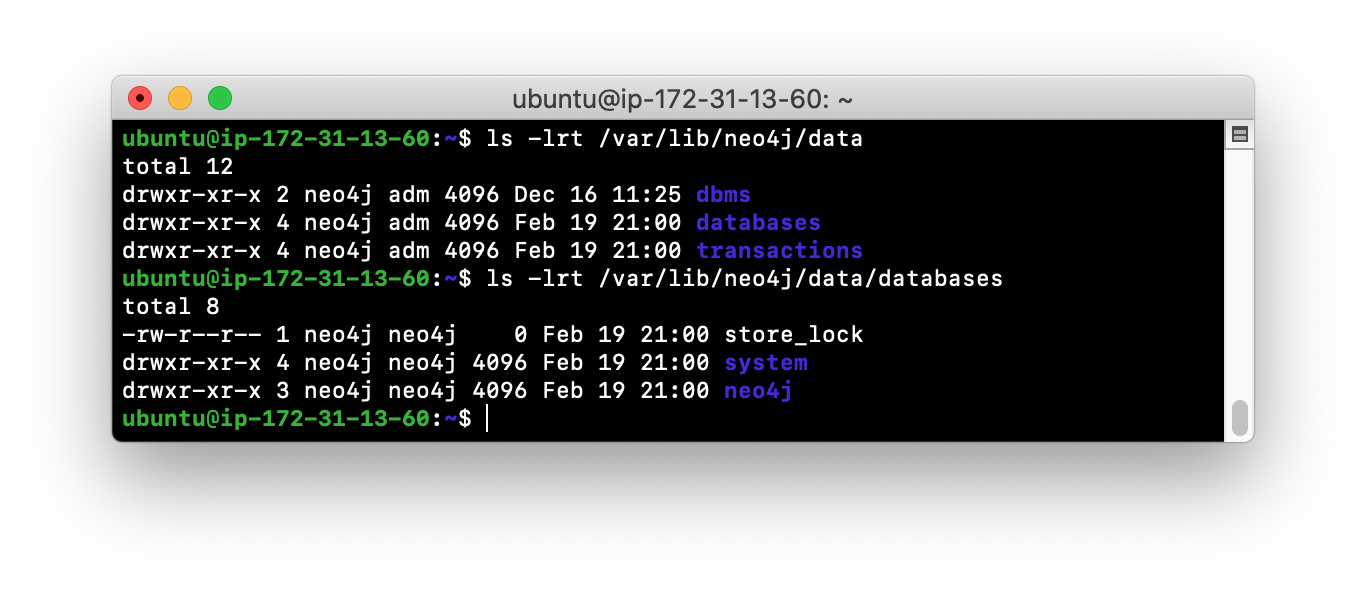 ubuntu@ip-172-31-13-60: ~
ubuntu@ip-172-31-13-60:~$ ls -lrt /var/lib/neo4j/data
total 12
drwxr-xr-x 2 neo4j adm 4096 Dec 16 11:25 dbms
drwxr-xr-x 4 neo4j adm 4096 Feb 19 21:00 databases
drwxr-xr-x 4 neo4j adm 4096 Feb 19 21:00 transactions
ubuntu@ip-172-31-13-60:~$ ls -lrt /var/lib/neo4j/data/databases
total 8
-rw-r--r-- 1 neo4j neo4j    0 Feb 19 21:00 store_lock
drwxr-xr-x 4 neo4j neo4j 4096 Feb 19 21:00 system
drwxr-xr-x 3 neo4j neo4j 4096 Feb 19 21:00 neo4j
ubuntu@ip-172-31-13-60:~$